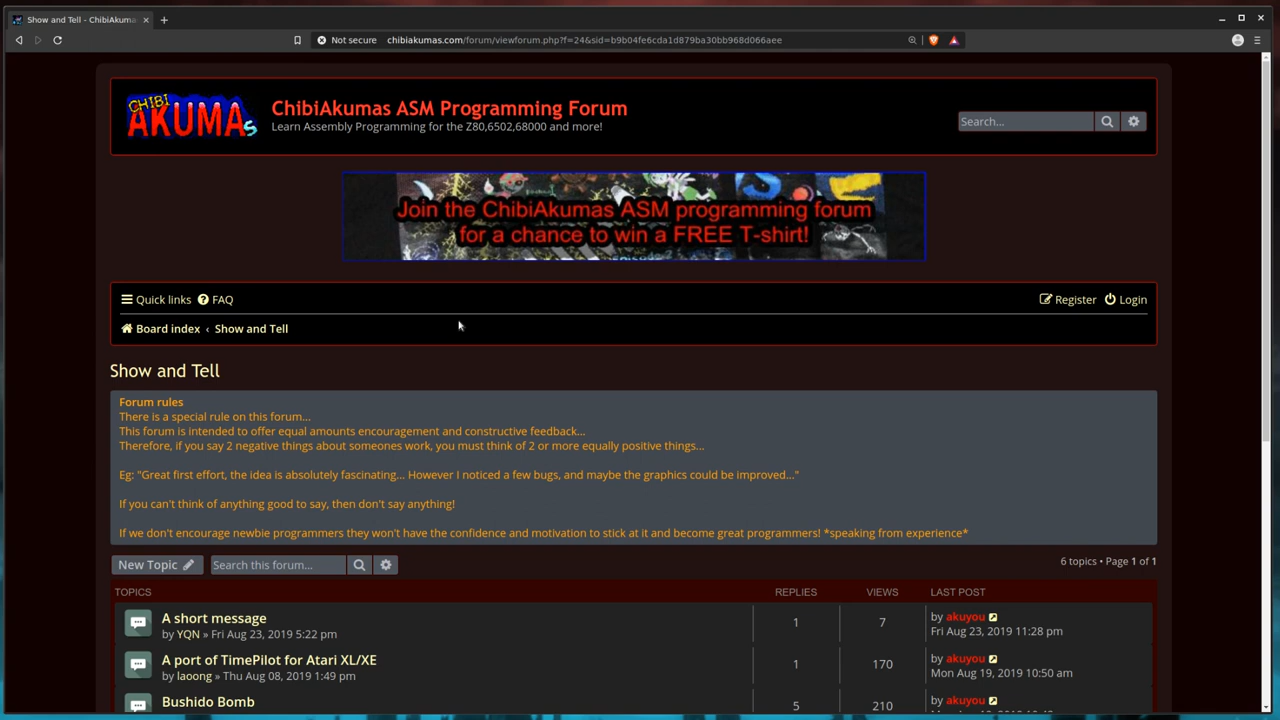 Show and Tell - ChibiAkuma
Not secure chibiakumas.com/forum/viewforum.php?f=24&sid=b9b04fe6cda1d879ba30bb968d066aee
CHIBI
AKUMAs
ChibiAkumas ASM Programming Forum
Learn Assembly Programming for the Z80,6502,68000 and more!
Search...
Join the ChibiAkumas ASM programming forum
for a chance to win a FREE T-shirt!
Quick links FAQ Register Login
Board index ‹ Show and Tell
Show and Tell
Forum rules
There is a special rule on this forum...
This forum is intended to offer equal amounts encouragement and constructive feedback...
Therefore, if you say 2 negative things about someones work, you must think of 2 or more equally positive things...
Eg: "Great first effort, the idea is absolutely fascinating... However I noticed a few bugs, and maybe the graphics could be improved..."
If you can't think of anything good to say, then don't say anything!
If we don't encourage newbie programmers they won't have the confidence and motivation to stick at it and become great programmers! *speaking from experience*
New Topic Search this forum... 6 topics • Page 1 of 1
TOPICS REPLIES VIEWS LAST POST
A short message 1 7 by akuyou
by YQN » Fri Aug 23, 2019 5:22 pm Fri Aug 23, 2019 11:28 pm
A port of TimePilot for Atari XL/XE 1 170 by akuyou
by laoong » Thu Aug 08, 2019 1:49 pm Mon Aug 19, 2019 10:50 am
Bushido Bomb 5 210 by akuyou